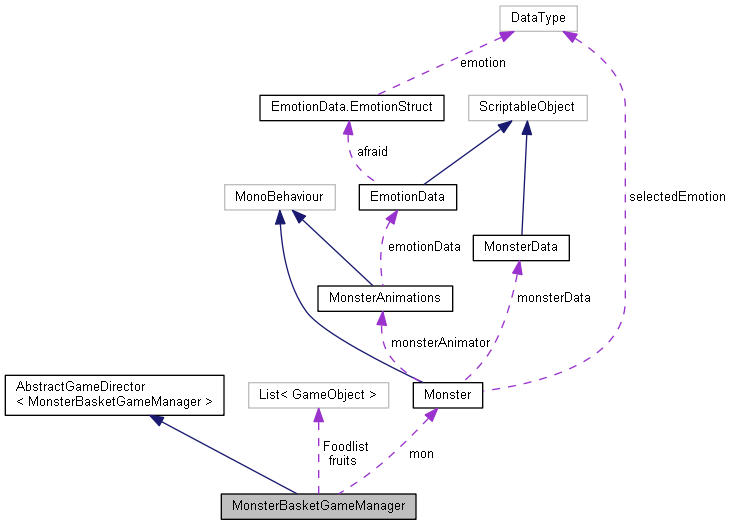 DataType
emotion
EmotionData.EmotionStruct
ScriptableObject
afraid
MonoBehaviour
EmotionData
selectedEmotion
emotionData
MonsterData
MonsterAnimations
monsterData
monsterAnimator
AbstractGameDirector
< MonsterBasketGameManager >
List< GameObject >
Monster
Foodlist
fruits
mon
MonsterBasketGameManager